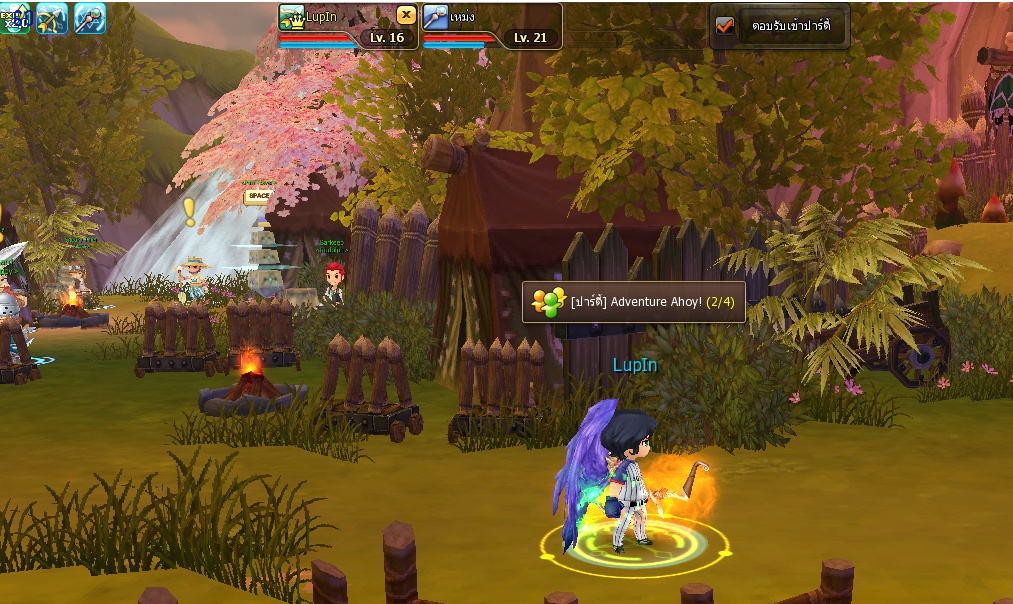 LupIn
Lv. 16
เหม่ง
Lv. 21
ตอบรับเข้าปาร์ตี้
SPACE
[ปาร์ตี้] Adventure Ahoy! (2/4)
LupIn